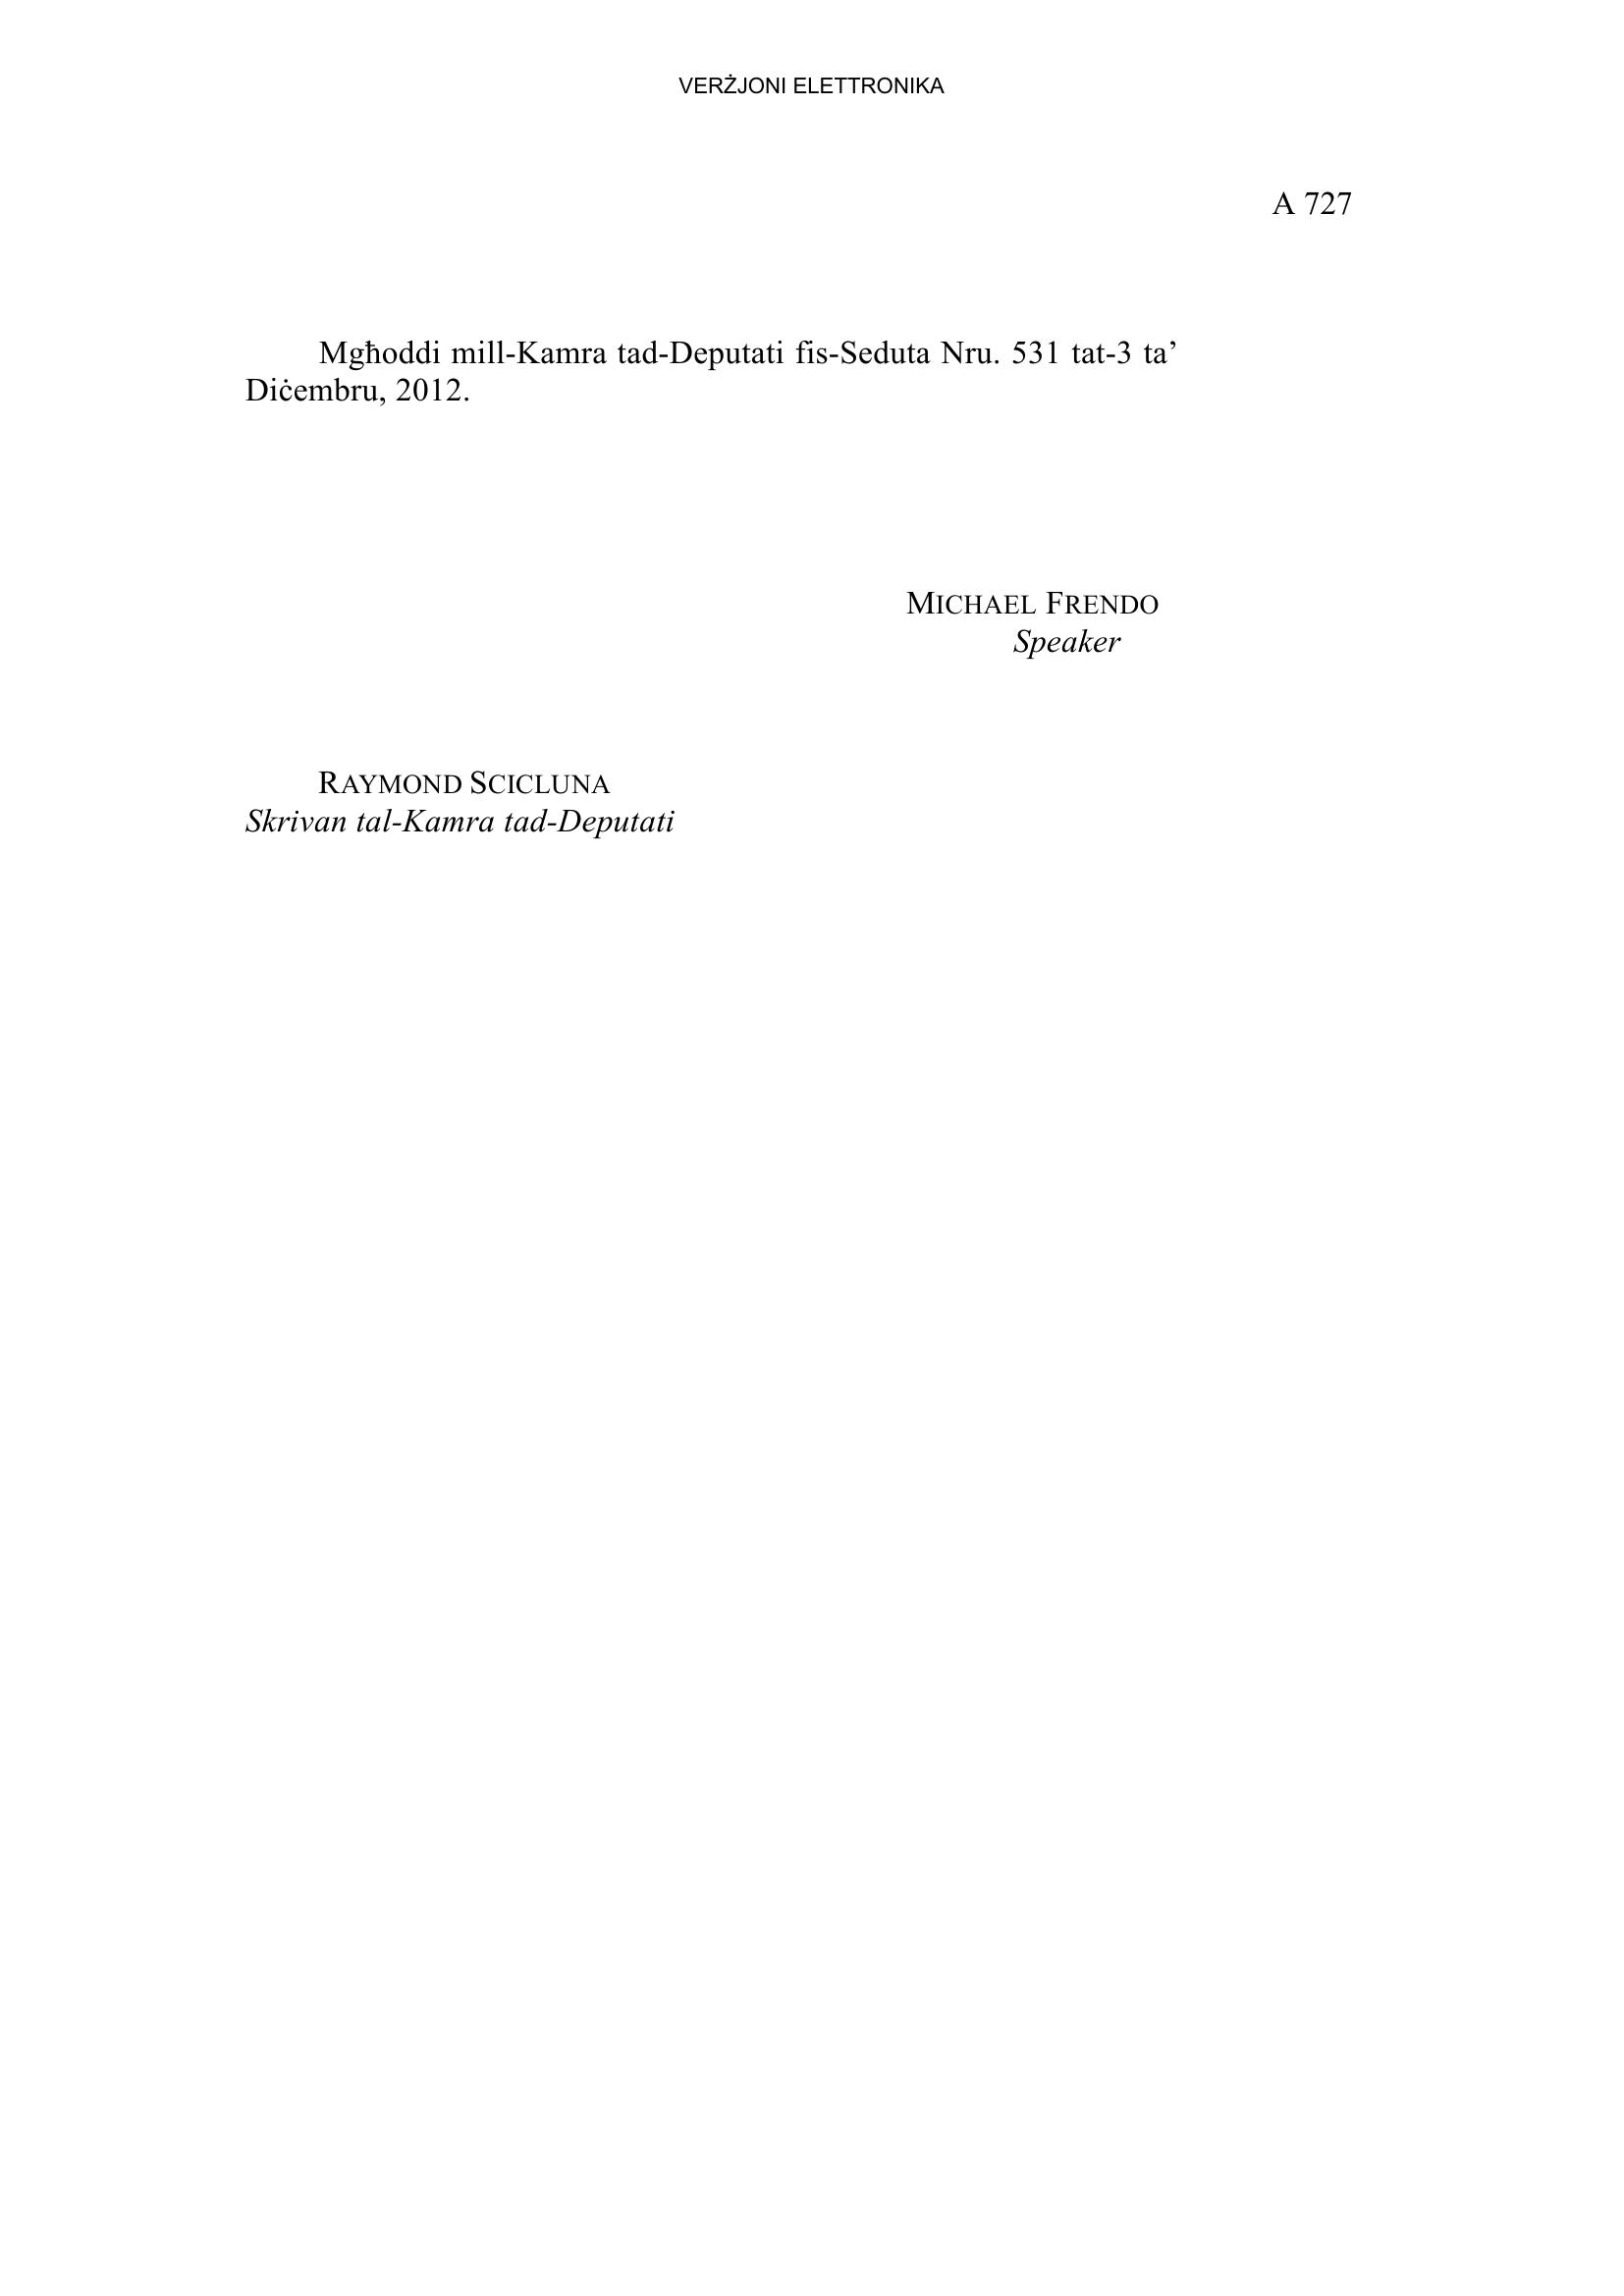 VERŻJONI ELETTRONIKA
A 727
Mgħoddi mill-Kamra tad-Deputati fis-Seduta Nru. 531 tat-3 ta’
Diċembru, 2012.
MICHAEL FRENDO
Speaker
RAYMOND SCICLUNA
Skrivan tal-Kamra tad-Deputati